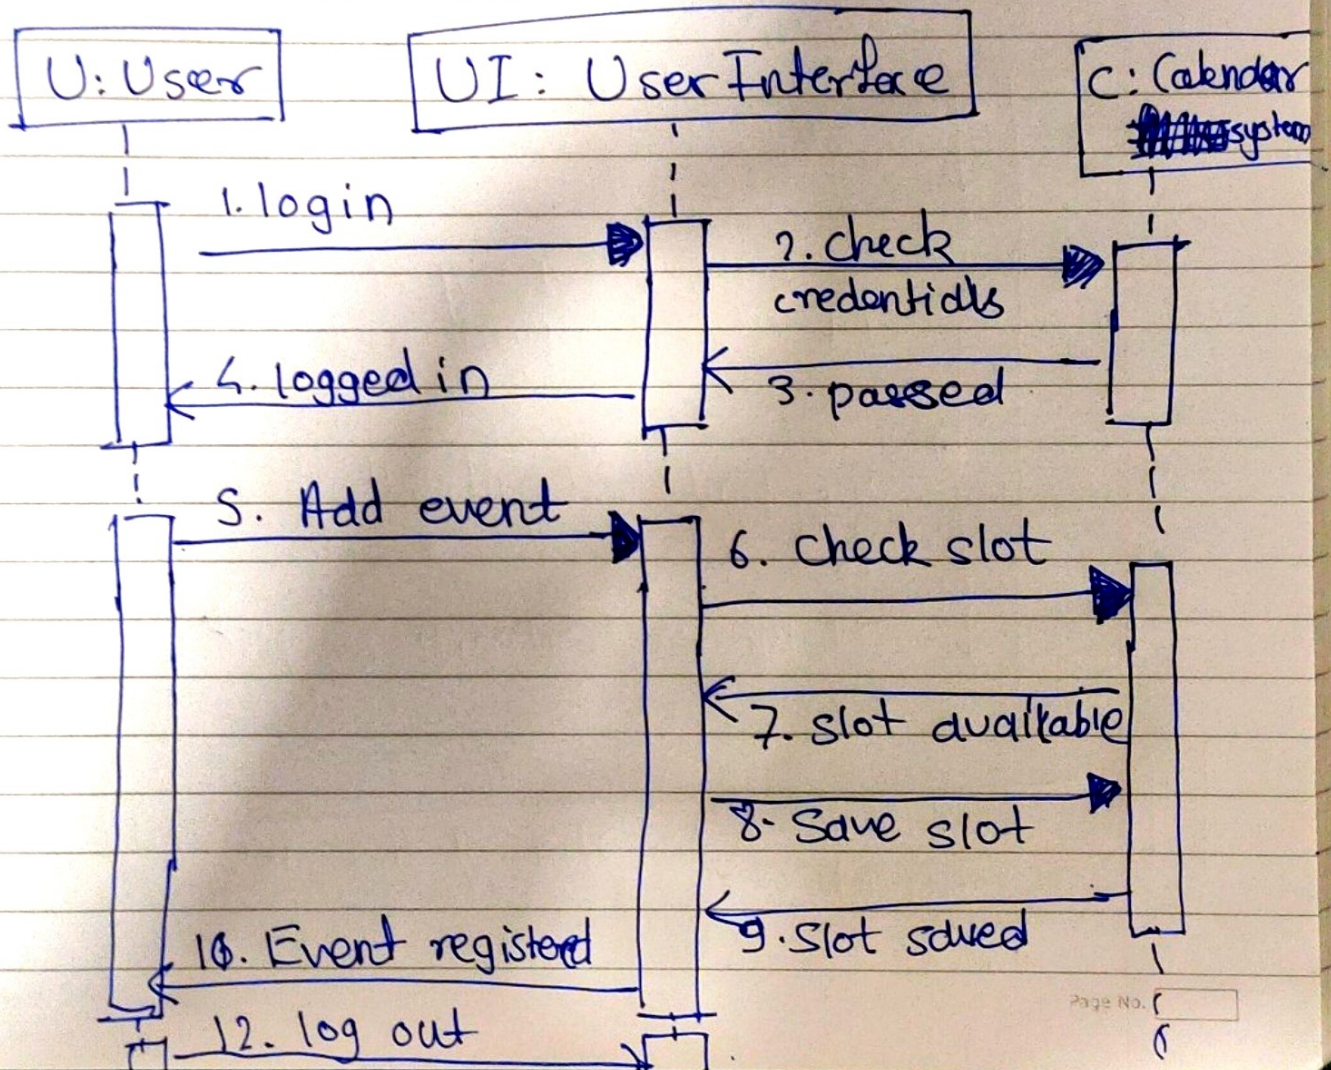 U: User
UI: User Interface
C: Calendar
system
1. login
2. check
credentials
3. passed
4. logged in
5. Add event
6. Check slot
7. slot available
8. Save slot
9. slot saved
10. Event registerd
Page No.
12. log out